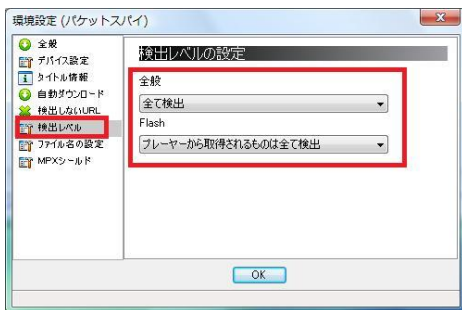 環境設定 (パケットスパイ)
全般
デバイス設定
タイトル情報
自動ダウンロード
検出しないURL
検出レベル
ファイル名の設定
MPXシールド
検出レベルの設定
全般
全て検出
Flash
プレーヤーから取得されるものは全て検出
OK